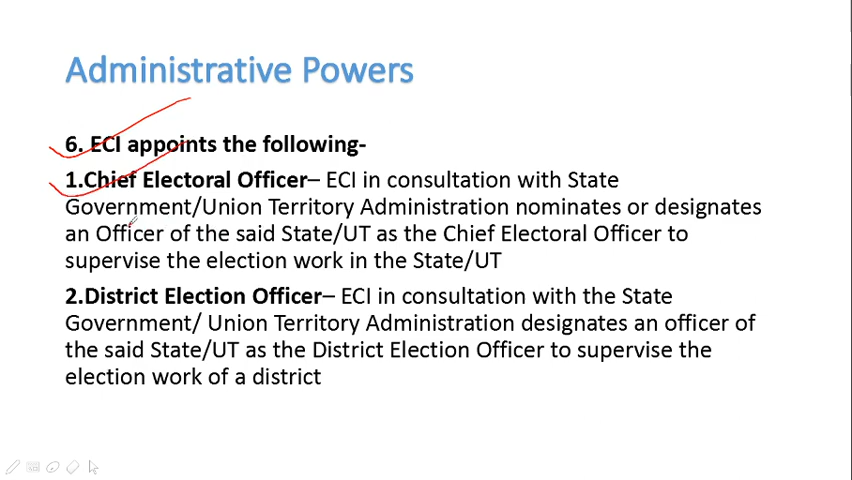 Administrative Powers
6. ECI appoints the following-
1.Chief Electoral Officer– ECI in consultation with State
Government/Union Territory Administration nominates or designates
an Officer of the said State/UT as the Chief Electoral Officer to
supervise the election work in the State/UT
2.District Election Officer– ECI in consultation with the State
Government/ Union Territory Administration designates an officer of
the said State/UT as the District Election Officer to supervise the
election work of a district